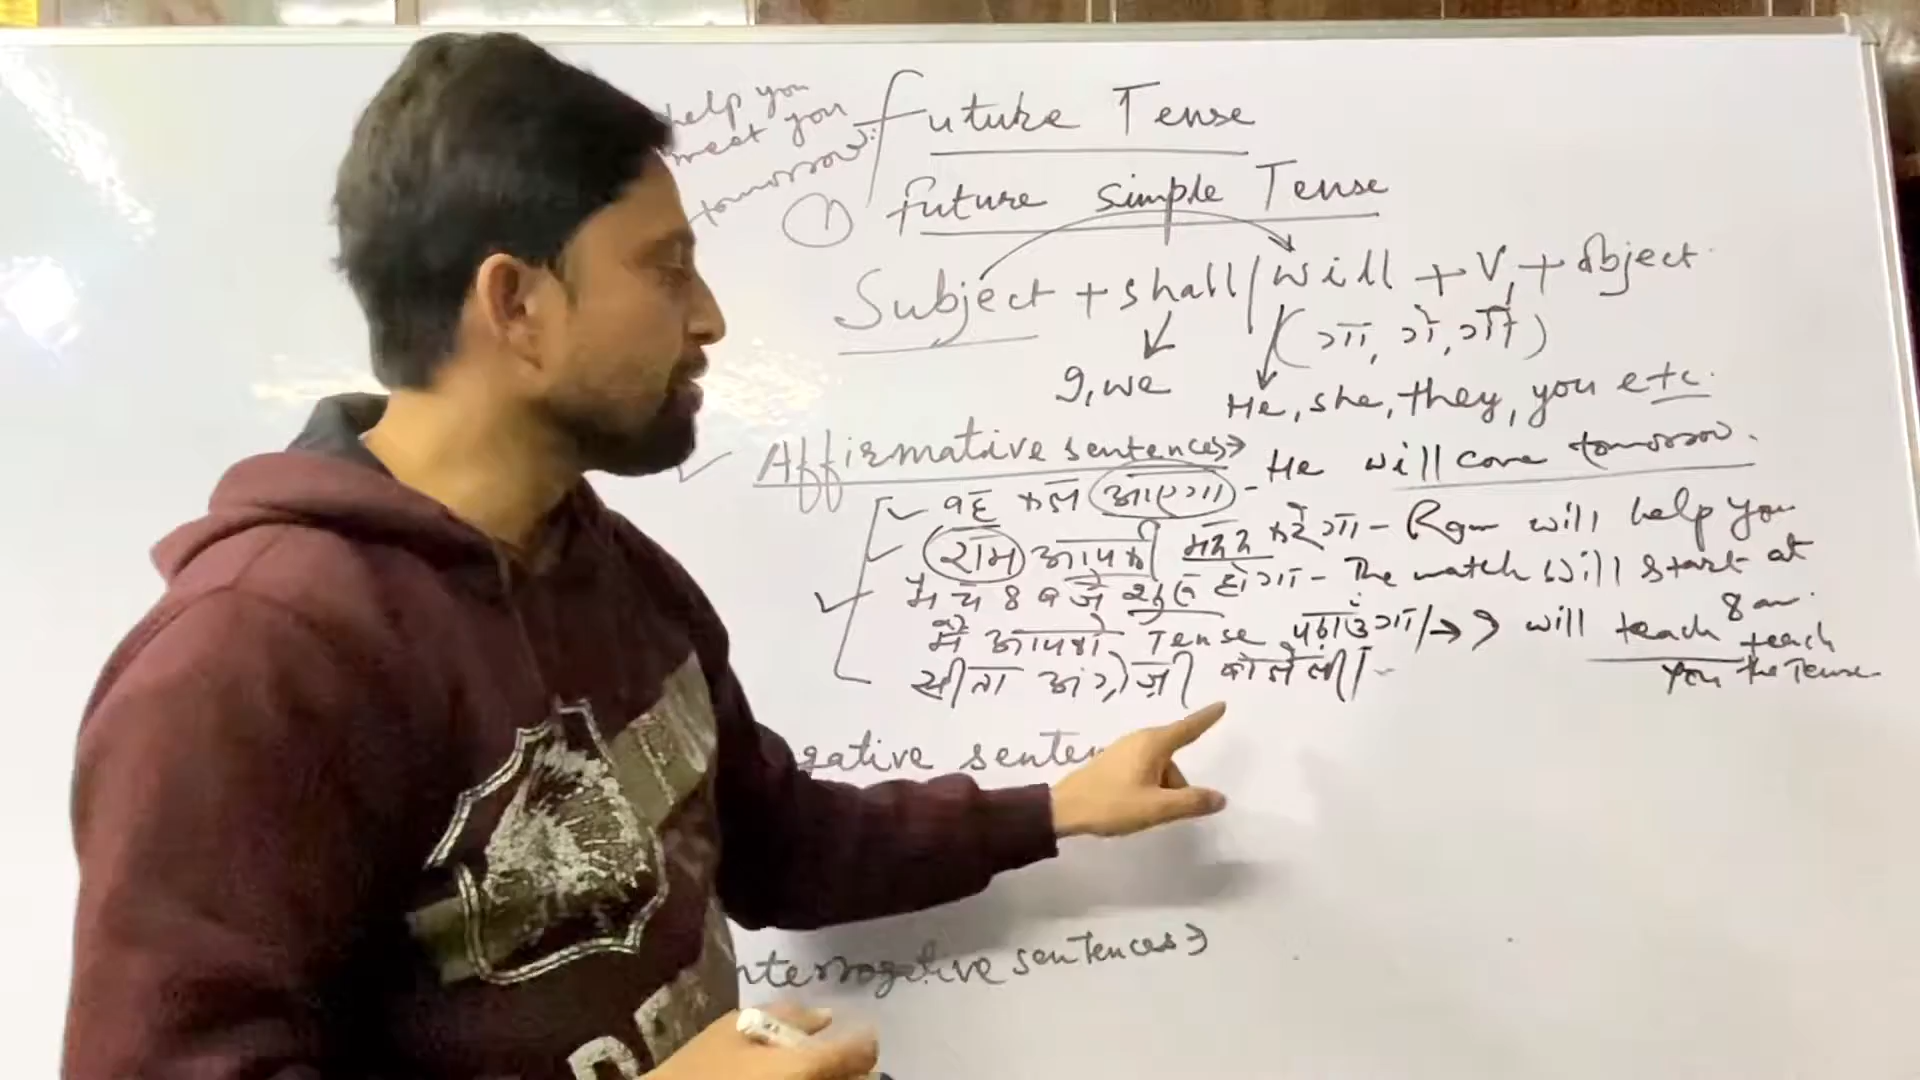 help you
meet you
tomorrow
Future Tense
① Future simple Tense
Subject + shall/will + V₁ + object
(गा, गे, गी)
I, we
He, she, they, you etc.
Affirmative sentences→
वह कल आएगा - He will come tomorrow.
राम आपकी मदद करेगा - Ram will help you
मैच 8 बजे शुरू होगा - The match will start at 8 am.
मैं आपको Tense पढ़ाऊंगा → I will teach teach you the Tense
सीता अंग्रेज़ी बोलेगी -
gative senten
nterrogative sentences→